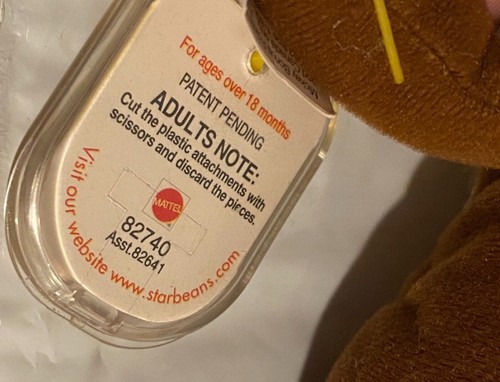 For ages over 18 months
PATENT PENDING
ADULTS NOTE:
Cut the plastic attachments with
scissors and discard the pieces.
MATTEL
82740
Asst.82641
Visit our website www.starbeans.com